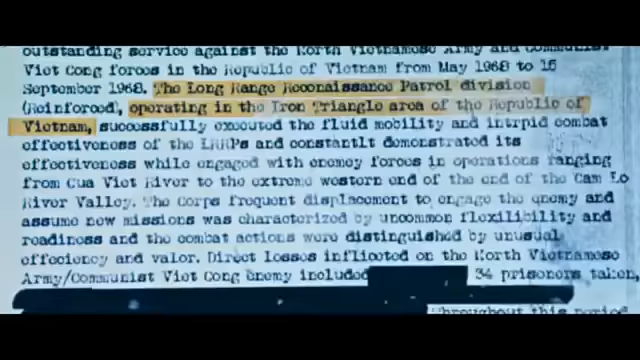 outstanding service against the North Vietnamese Army and Communist
Viet Cong forces in the Republic of Vietnam from May 1968 to 15
September 1968. The Long Range Reconaissance Patrol division
(Reinforced), operating in the Iron Triangle area of the Republic of
Vietnam, successfully executed the fluid mobility and intrpid combat
effectiveness of the LRRPs and constantlt demonstrated its
effectiveness while engaged with enemey forces in operations ranging
from Cua Viet River to the extreme western end of the end of the Cam Lo
River Valley. The Corps frequent displacement to engage the enemy and
assume new missions was characterized by uncommon flexilibility and
readiness and the combat actions were distinguished by unusual
effeciency and valor. Direct losses inflicted on the North Vietnamese
Army/Communist Viet Cong enemy included 34 prisoners taken,
Throughout this period